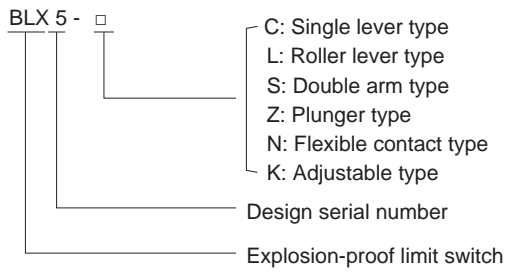 BLX 5 - □
C: Single lever type
L: Roller lever type
S: Double arm type
Z: Plunger type
N: Flexible contact type
K: Adjustable type
Design serial number
Explosion-proof limit switch